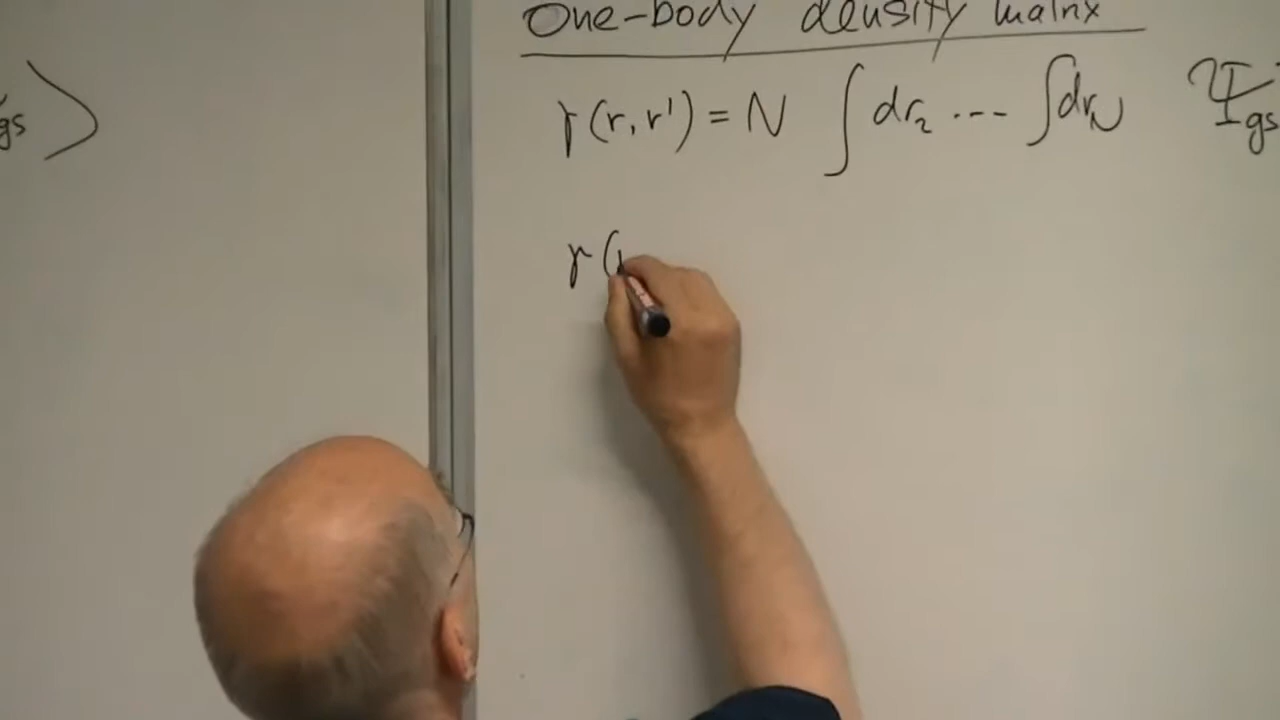 gs ⟩
One-body density matrix
γ(r,r') = N ∫ dr₂ ... ∫ dr_N Ψ_gs
γ(